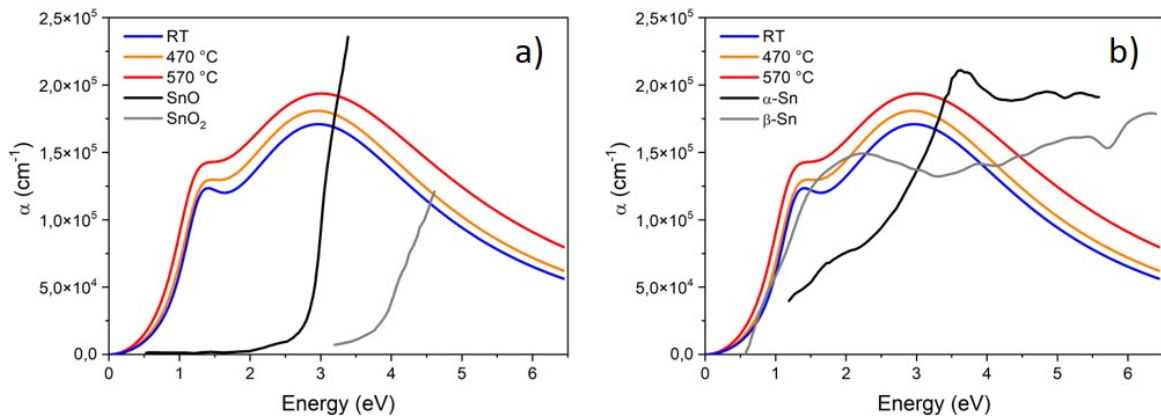 2,5×10⁵
2,0×10⁵
1,5×10⁵
1,0×10⁵
5,0×10⁴
0,0
α (cm⁻¹)
RT
470 °C
570 °C
SnO
SnO₂
a)
0 1 2 3 4 5 6
Energy (eV)
2,5×10⁵
2,0×10⁵
1,5×10⁵
1,0×10⁵
5,0×10⁴
0,0
α (cm⁻¹)
RT
470 °C
570 °C
α-Sn
β-Sn
b)
0 1 2 3 4 5 6
Energy (eV)